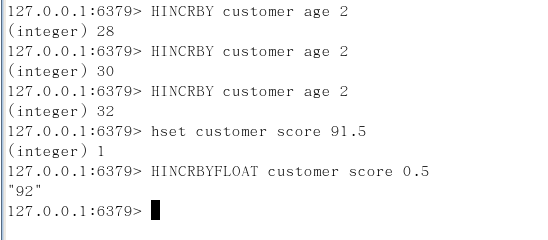 127.0.0.1:6379> HINCRBY customer age 2
(integer) 28
127.0.0.1:6379> HINCRBY customer age 2
(integer) 30
127.0.0.1:6379> HINCRBY customer age 2
(integer) 32
127.0.0.1:6379> hset customer score 91.5
(integer) 1
127.0.0.1:6379> HINCRBYFLOAT customer score 0.5
"92"
127.0.0.1:6379>